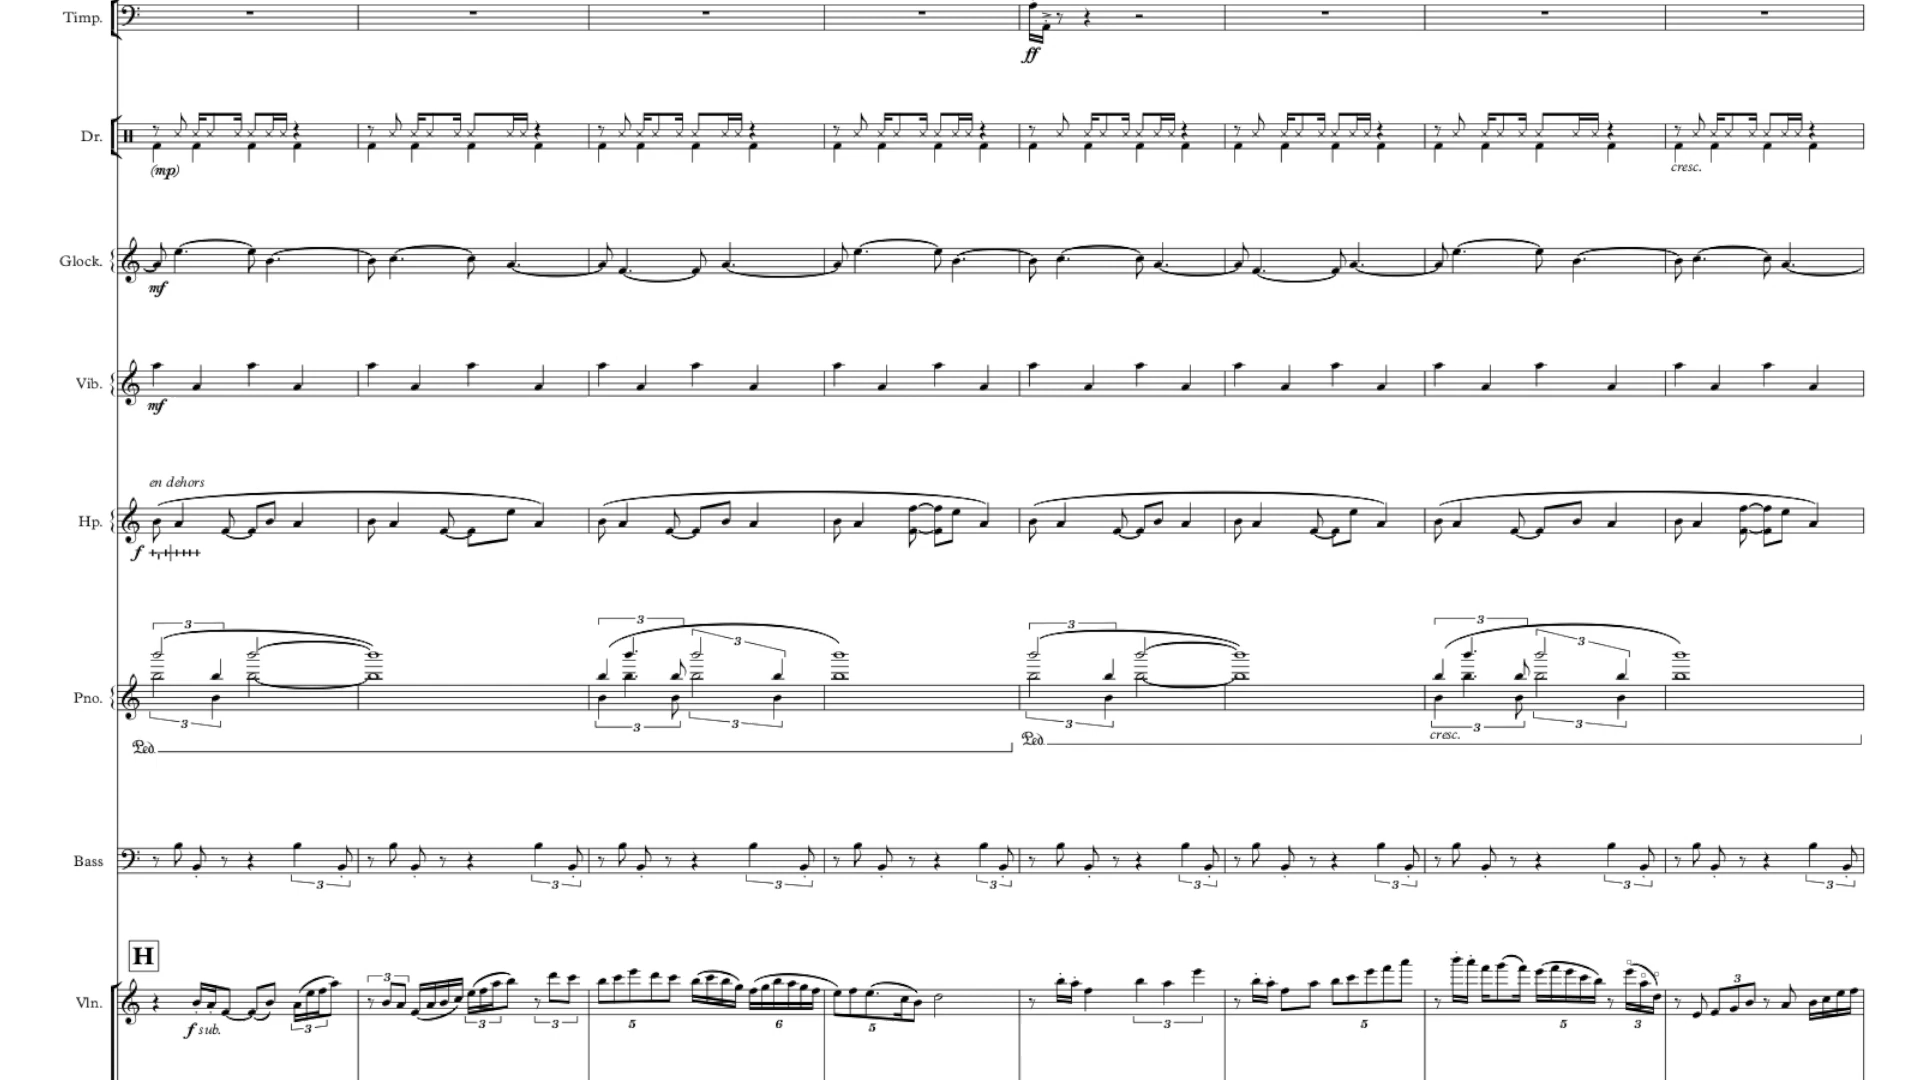 Timp.
ff
Dr.
(mp)
cresc.
Glock.
mf
Vib.
mf
en dehors
Hp.
f
3 3 3 3 3 3
Pno.
3 3 3 3 3 3
cresc.
Ped. Ped.
Bass
3 3 3 3 3 3 3 3
H
3 3
Vln.
f sub. 3 3 3 5 6 5 3 5 5 3